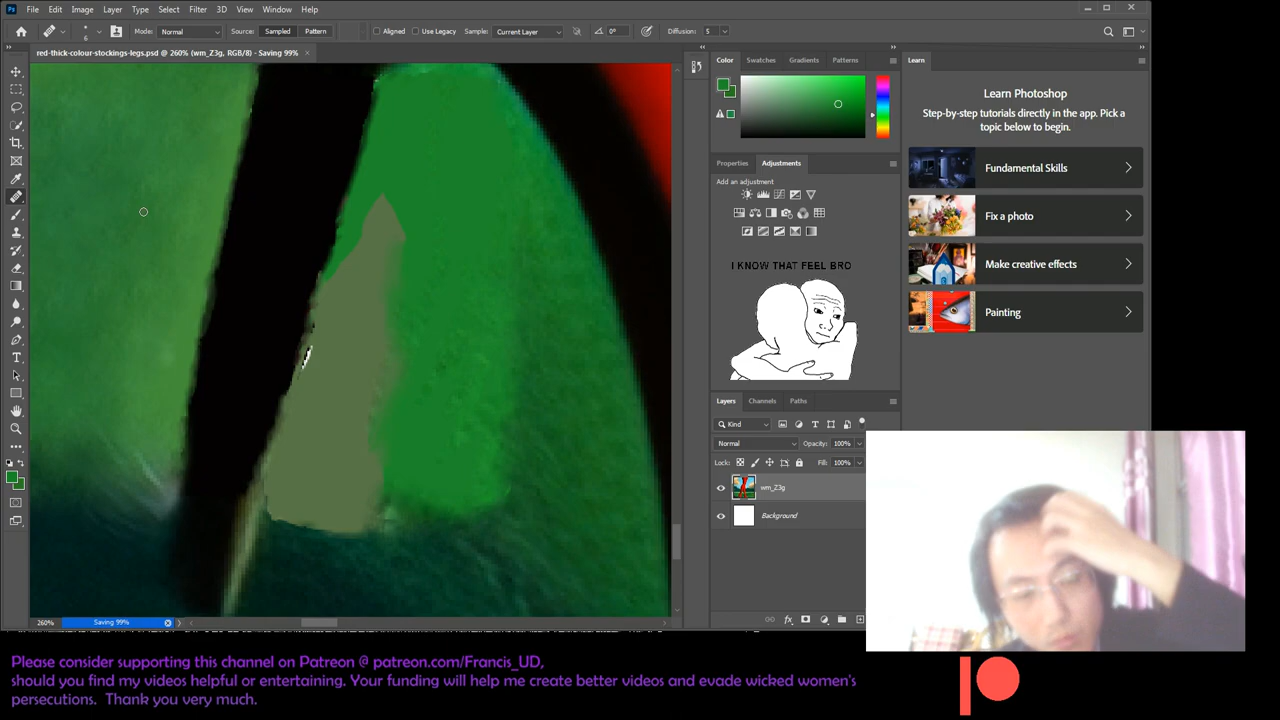 File Edit Image Layer Type Select Filter 3D View Window Help
6 Mode: Normal Source: Sampled Pattern Aligned Use Legacy Sample: Current Layer 0° Diffusion: 5
red-thick-colour-stockings-legs.psd @ 260% (wm_Z3g, RGB/8) - Saving 99% ×
Color Swatches Gradients Patterns
Learn
Learn Photoshop
Step-by-step tutorials directly in the app. Pick a
topic below to begin.
Fundamental Skills
Fix a photo
Make creative effects
Painting
Properties Adjustments
Add an adjustment
I KNOW THAT FEEL BRO
Layers Channels Paths
Kind
Normal Opacity: 100%
Lock: Fill: 100%
wm_Z3g
Background
260% Saving 99%
Please consider supporting this channel on Patreon @ patreon.com/Francis_UD,
should you find my videos helpful or entertaining. Your funding will help me create better videos and evade wicked women's
persecutions. Thank you very much.